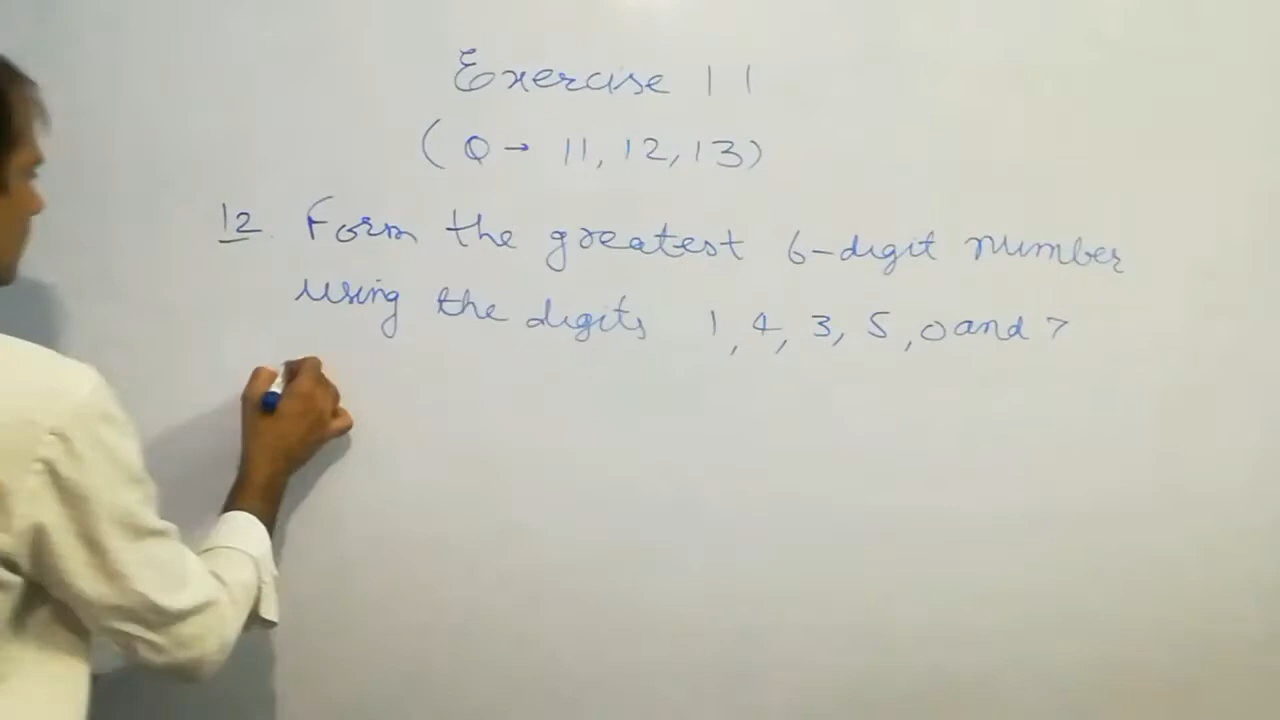 Exercise 11
(Q → 11, 12, 13)
12 Form the greatest 6-digit number
using the digits 1, 4, 3, 5, 0 and 7